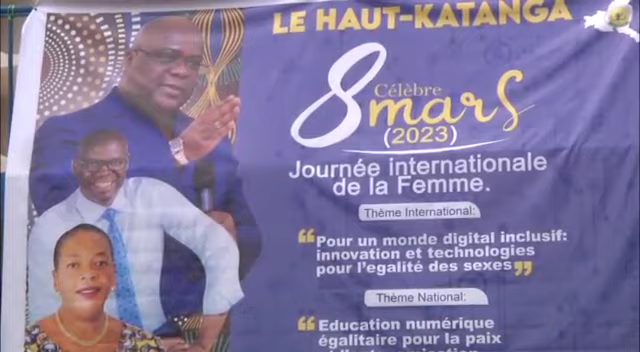 LE HAUT-KATANGA
Célèbre
8 mars
(2023)
Journée internationale
de la Femme.
Thème International:
“Pour un monde digital inclusif:
innovation et technologies
pour l'egalité des sexes”
Thème National:
“Education numérique
égalitaire pour la paix